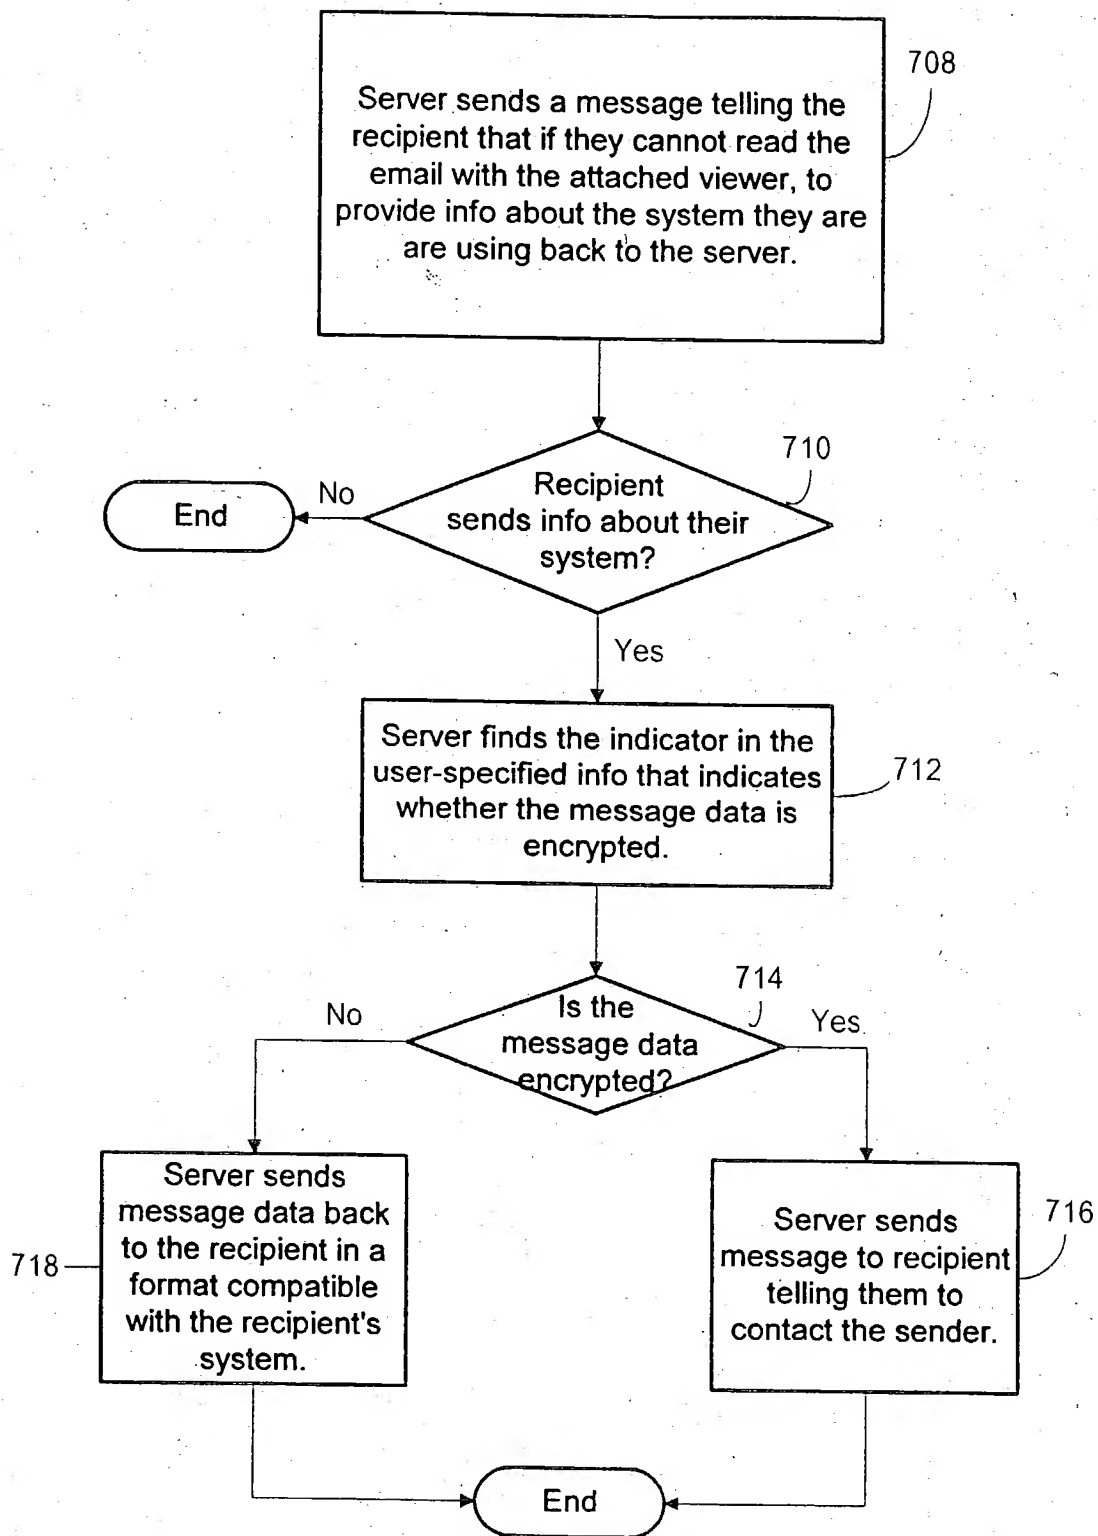 708
Server sends a message telling the
recipient that if they cannot read the
email with the attached viewer, to
provide info about the system they are
are using back to the server.
710
Recipient
sends info about their
system?
No
End
Yes
Server finds the indicator in the
user-specified info that indicates
whether the message data is
encrypted.
712
714
Is the
message data
encrypted?
No
Yes
Server sends
message data back
to the recipient in a
format compatible
with the recipient's
system.
718
Server sends
message to recipient
telling them to
contact the sender.
716
End